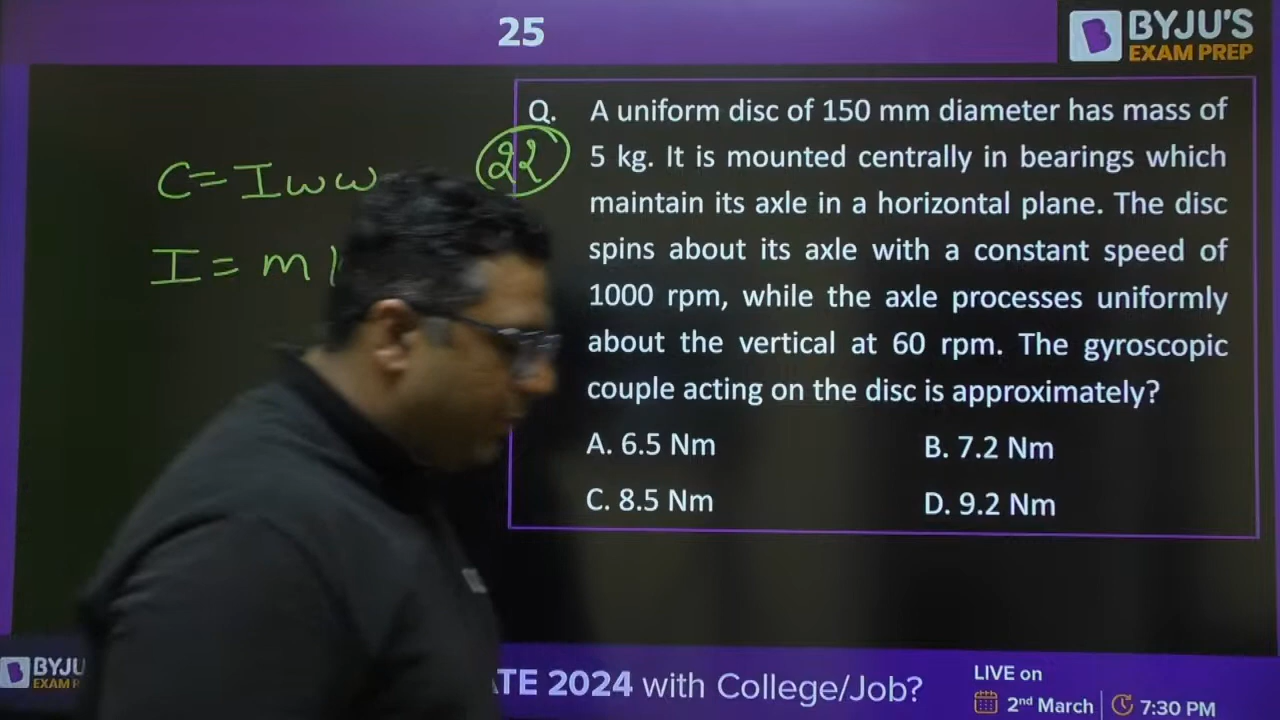 25
BYJU'S
EXAM PREP
C = I ω ω
I = m
22
Q. A uniform disc of 150 mm diameter has mass of
5 kg. It is mounted centrally in bearings which
maintain its axle in a horizontal plane. The disc
spins about its axle with a constant speed of
1000 rpm, while the axle processes uniformly
about the vertical at 60 rpm. The gyroscopic
couple acting on the disc is approximately?
A. 6.5 Nm B. 7.2 Nm
C. 8.5 Nm D. 9.2 Nm
BYJU
EXAM P
TE 2024 with College/Job?
LIVE on
2nd March 7:30 PM